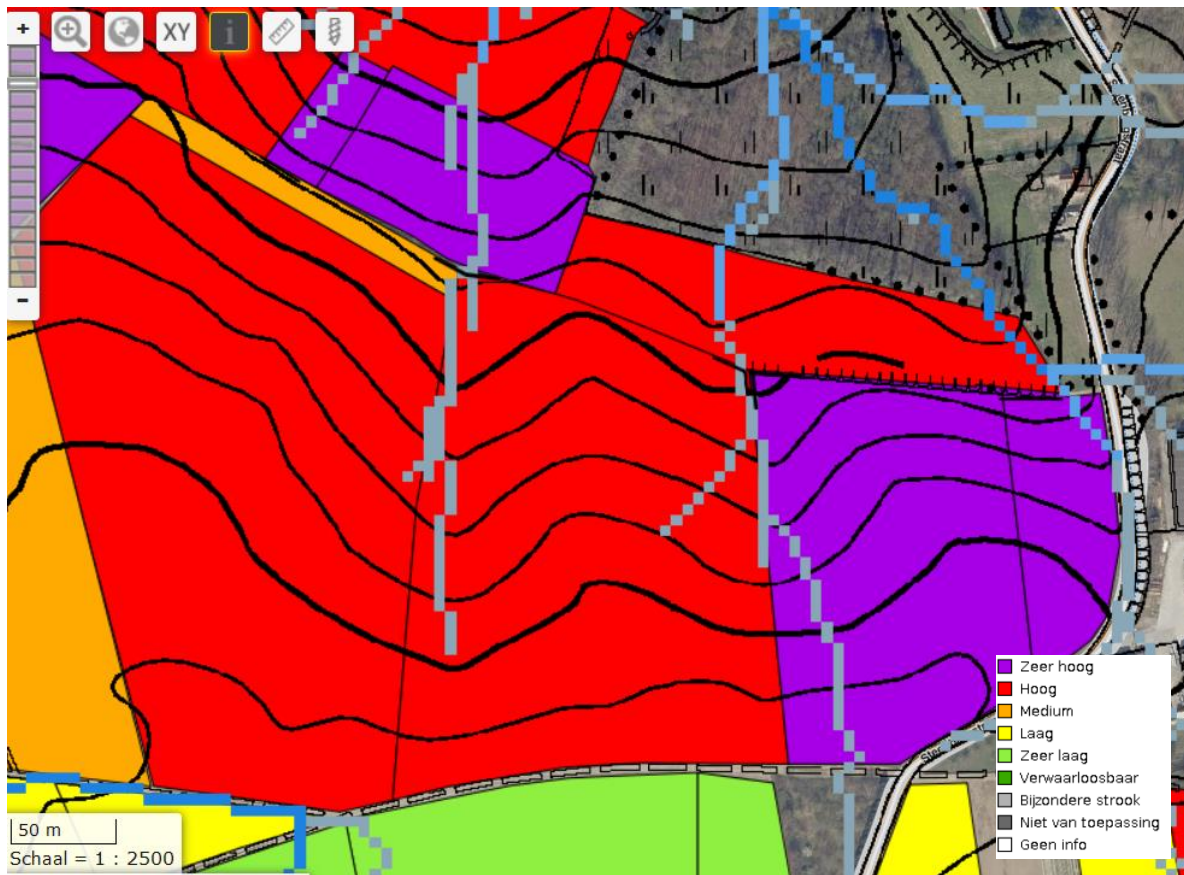 +
XY
i
-
50 m
Schaal = 1 : 2500
Zeer hoog
Hoog
Medium
Laag
Zeer laag
Verwaarloosbaar
Bijzondere strook
Niet van toepassing
Geen info